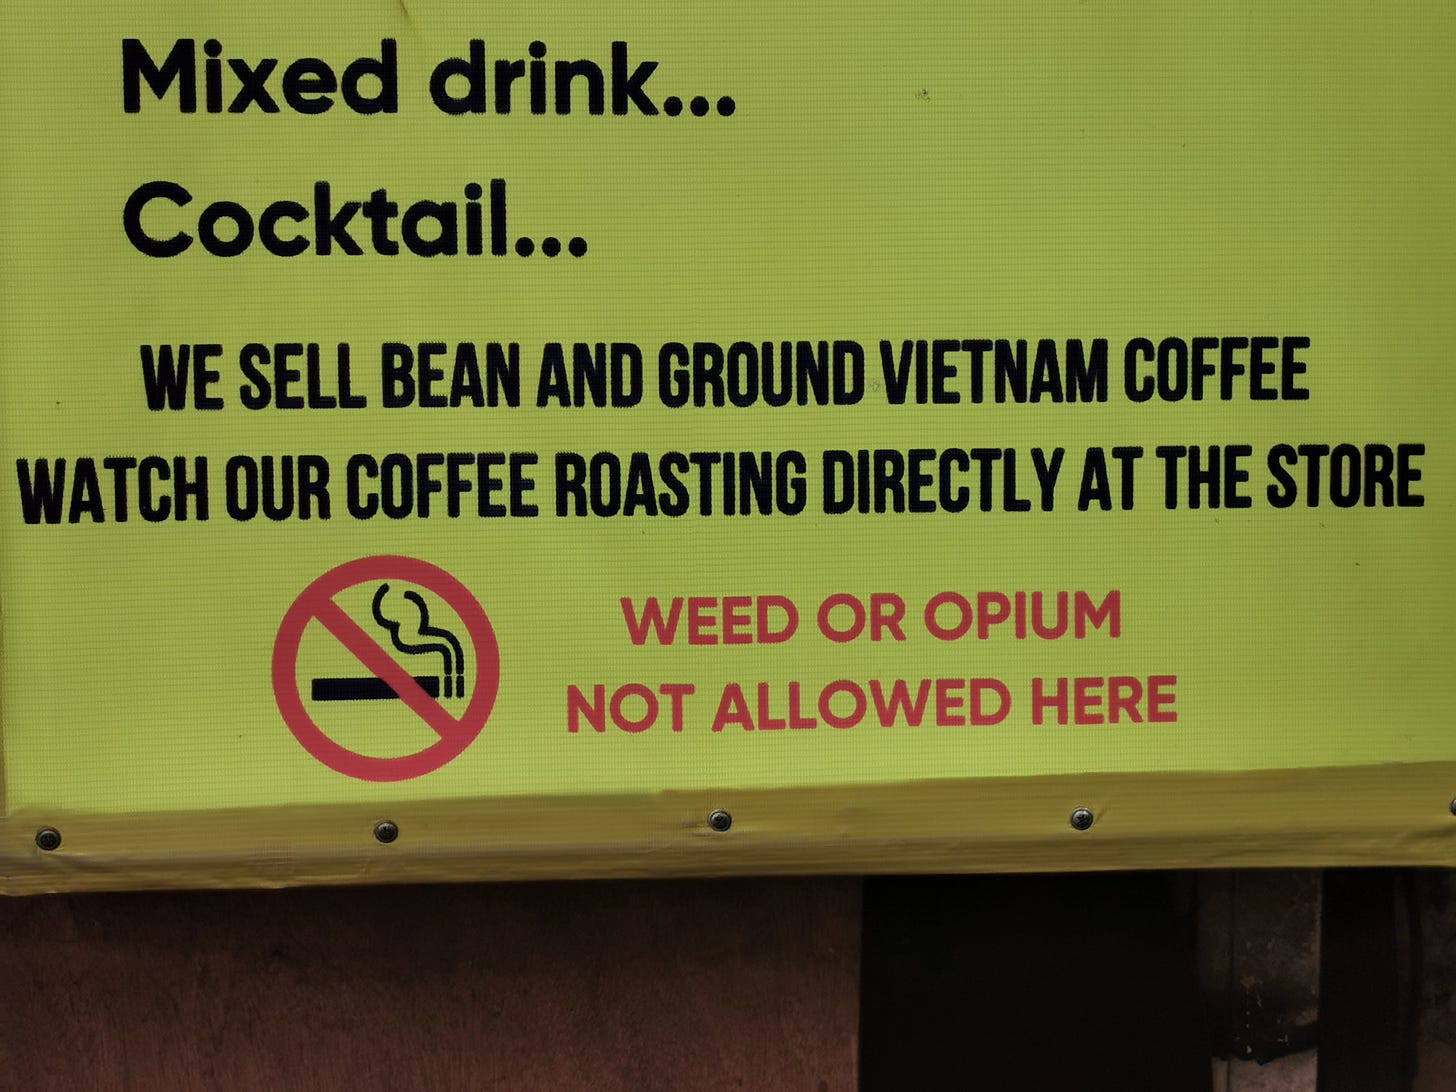 Mixed drink...
Cocktail...
WE SELL BEAN AND GROUND VIETNAM COFFEE
WATCH OUR COFFEE ROASTING DIRECTLY AT THE STORE
WEED OR OPIUM
NOT ALLOWED HERE